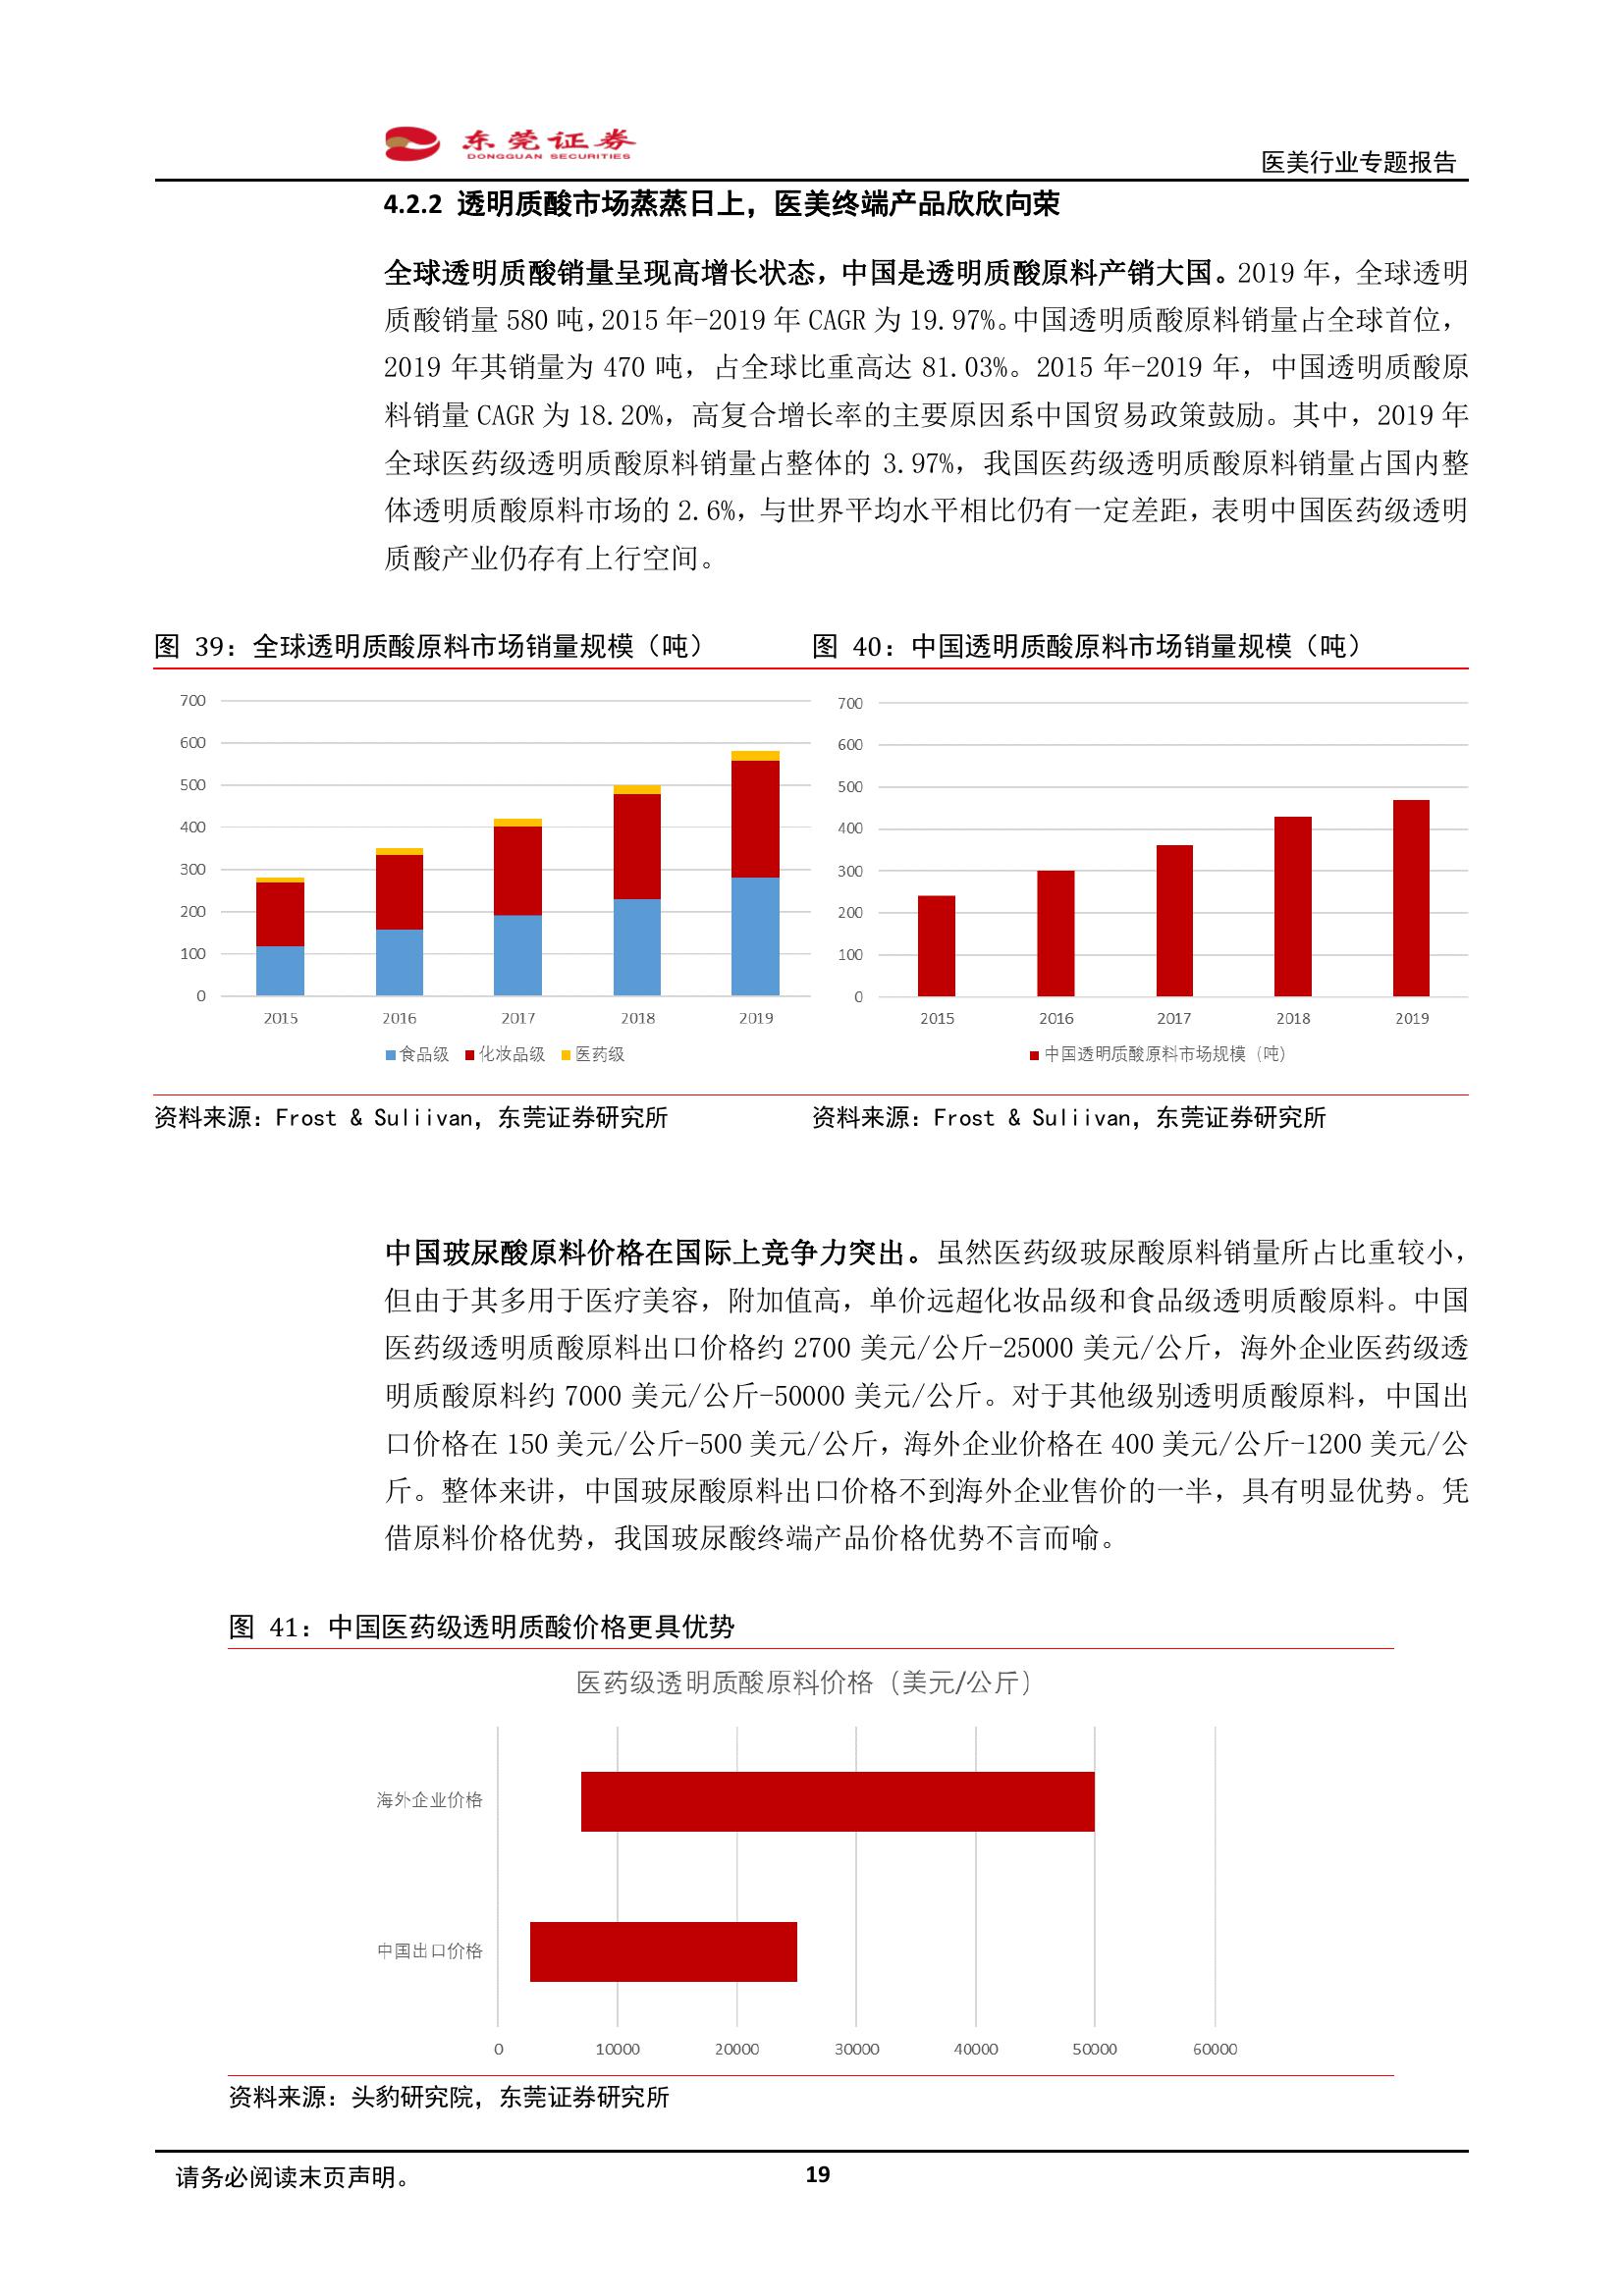 东莞证券
DONGGUAN SECURITIES
医美行业专题报告
4.2.2 透明质酸市场蒸蒸日上，医美终端产品欣欣向荣
全球透明质酸销量呈现高增长状态，中国是透明质酸原料产销大国。2019 年，全球透明
质酸销量 580 吨，2015 年-2019 年 CAGR 为 19.97%。中国透明质酸原料销量占全球首位，
2019 年其销量为 470 吨，占全球比重高达 81.03%。2015 年-2019 年，中国透明质酸原
料销量 CAGR 为 18.20%，高复合增长率的主要原因系中国贸易政策鼓励。其中，2019 年
全球医药级透明质酸原料销量占整体的 3.97%，我国医药级透明质酸原料销量占国内整
体透明质酸原料市场的 2.6%，与世界平均水平相比仍有一定差距，表明中国医药级透明
质酸产业仍存有上行空间。
图 39：全球透明质酸原料市场销量规模（吨）
700
600
500
400
300
200
100
0
2015 2016 2017 2018 2019
食品级 化妆品级 医药级
资料来源：Frost & Suliivan，东莞证券研究所
图 40：中国透明质酸原料市场销量规模（吨）
700
600
500
400
300
200
100
0
2015 2016 2017 2018 2019
中国透明质酸原料市场规模（吨）
资料来源：Frost & Suliivan，东莞证券研究所
中国玻尿酸原料价格在国际上竞争力突出。虽然医药级玻尿酸原料销量所占比重较小，
但由于其多用于医疗美容，附加值高，单价远超化妆品级和食品级透明质酸原料。中国
医药级透明质酸原料出口价格约 2700 美元/公斤-25000 美元/公斤，海外企业医药级透
明质酸原料约 7000 美元/公斤-50000 美元/公斤。对于其他级别透明质酸原料，中国出
口价格在 150 美元/公斤-500 美元/公斤，海外企业价格在 400 美元/公斤-1200 美元/公
斤。整体来讲，中国玻尿酸原料出口价格不到海外企业售价的一半，具有明显优势。凭
借原料价格优势，我国玻尿酸终端产品价格优势不言而喻。
图 41：中国医药级透明质酸价格更具优势
医药级透明质酸原料价格（美元/公斤）
海外企业价格
中国出口价格
0 10000 20000 30000 40000 50000 60000
资料来源：头豹研究院，东莞证券研究所
请务必阅读末页声明。
19